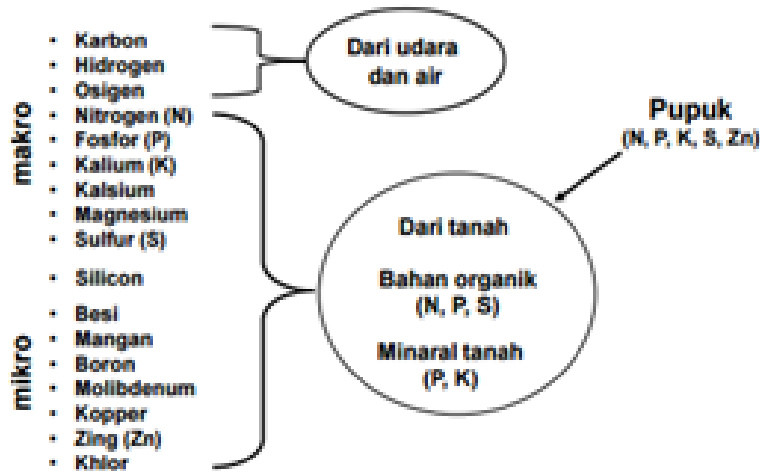 makro
• Karbon
• Hidrogen
• Osigen
• Nitrogen (N)
• Fosfor (P)
• Kalium (K)
• Kalsium
• Magnesium
• Sulfur (S)
• Silicon
mikro
• Besi
• Mangan
• Boron
• Molibdenum
• Kopper
• Zing (Zn)
• Khlor
Dari udara
dan air
Dari tanah
Bahan organik
(N, P, S)
Minaral tanah
(P, K)
Pupuk
(N, P, K, S, Zn)